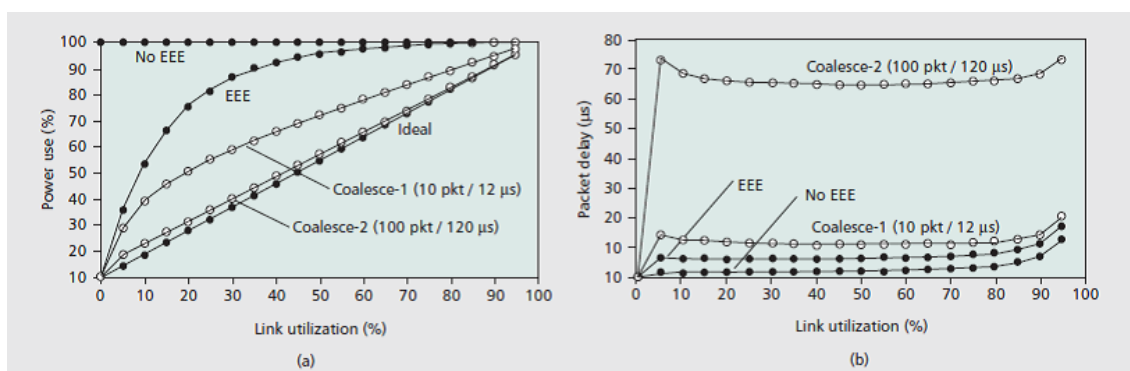 100
90
80
70
60
50
40
30
20
10
Power use (%)
No EEE
EEE
Ideal
Coalesce-1 (10 pkt / 12 μs)
Coalesce-2 (100 pkt / 120 μs)
0 10 20 30 40 50 60 70 80 90 100
Link utilization (%)
(a)
80
70
60
50
40
30
20
10
10
Packet delay (μs)
Coalesce-2 (100 pkt / 120 μs)
EEE
No EEE
Coalesce-1 (10 pkt / 12 μs)
0 10 20 30 40 50 60 70 80 90 100
Link utilization (%)
(b)